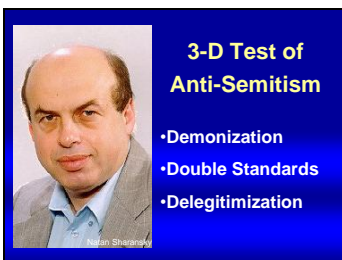 3-D Test of
Anti-Semitism
•Demonization
•Double Standards
•Delegitimization
Natan Sharansky